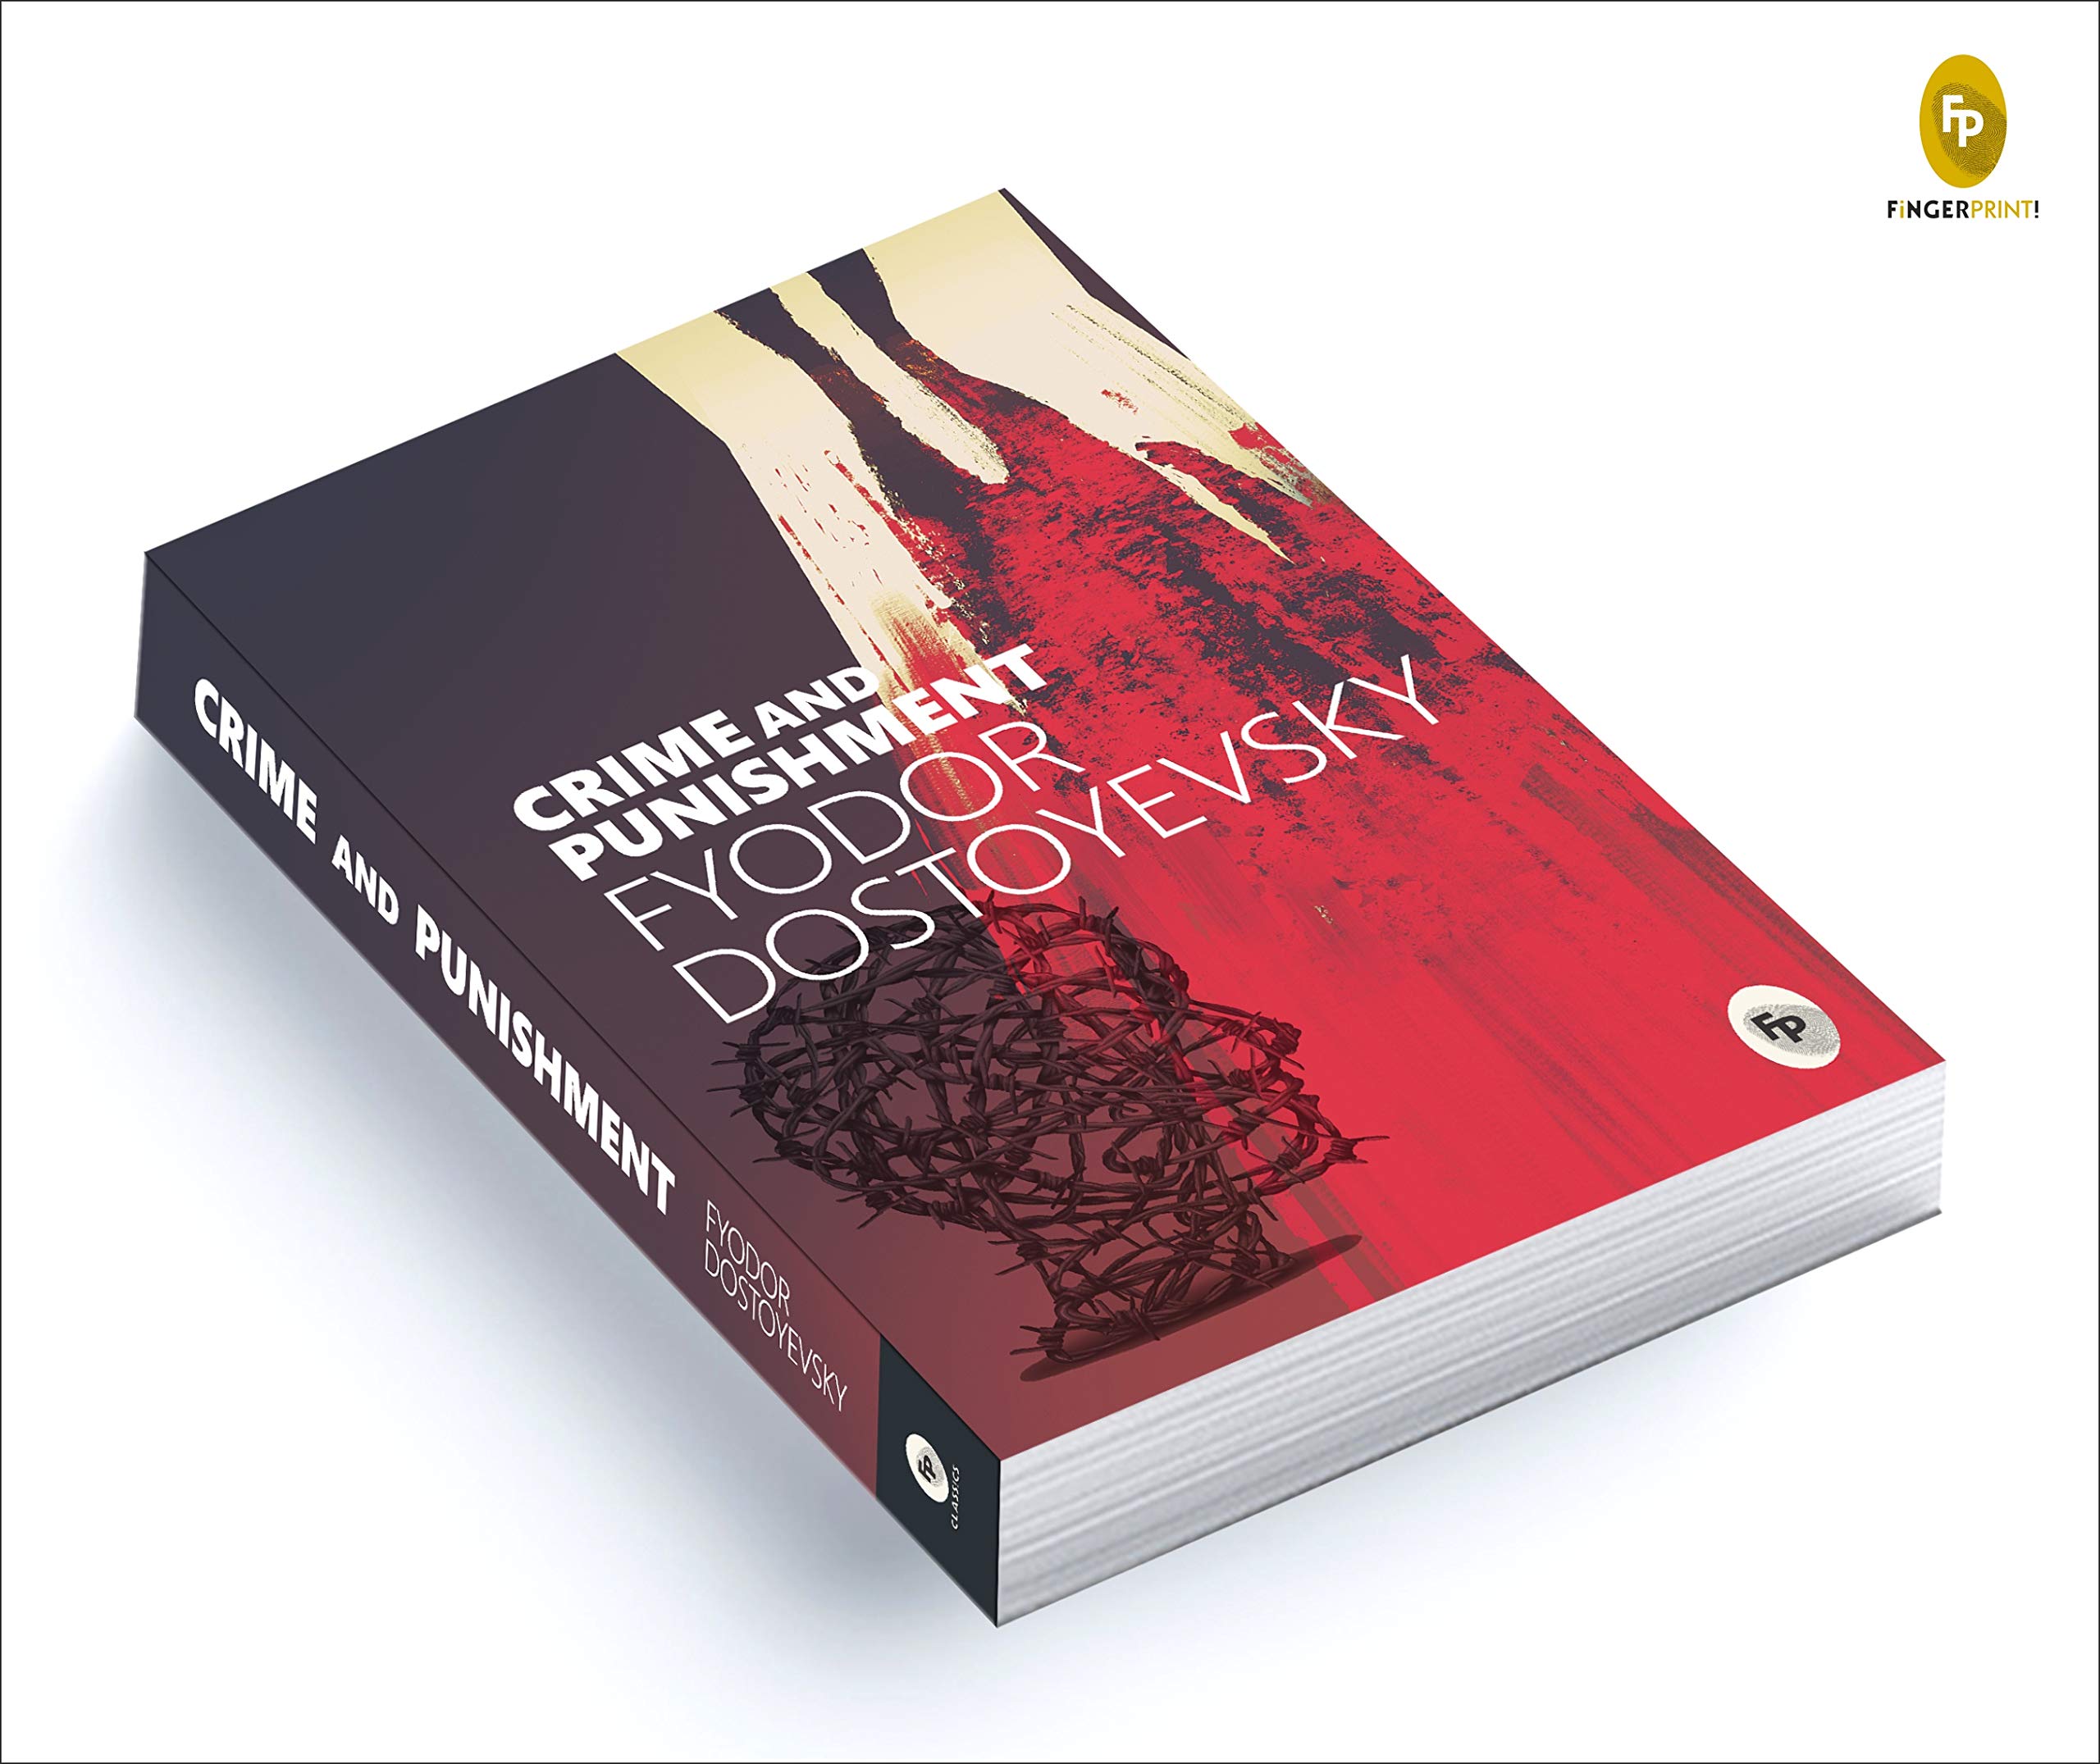 FP
FiNGERPRINT!
CRIME AND
PUNISHMENT
FYODOR
DOSTOYEVSKY
FP
CRIME AND PUNISHMENT
FYODOR
DOSTOYEVSKY
FP
CLASSICS